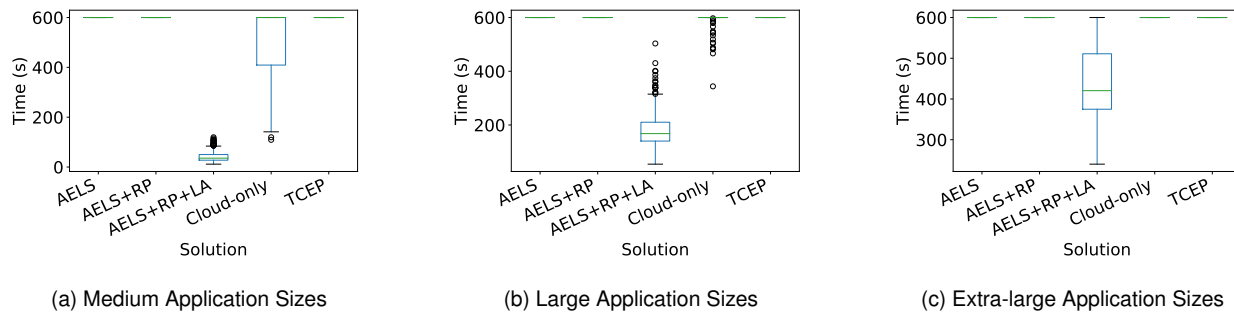 600
400
200
0
Time (s)
AELS
AELS+RP
AELS+RP+LA
Cloud-only
TCEP
Solution
(a) Medium Application Sizes
600
400
200
Time (s)
AELS
AELS+RP
AELS+RP+LA
Cloud-only
TCEP
Solution
(b) Large Application Sizes
600
500
400
300
Time (s)
AELS
AELS+RP
AELS+RP+LA
Cloud-only
TCEP
Solution
(c) Extra-large Application Sizes